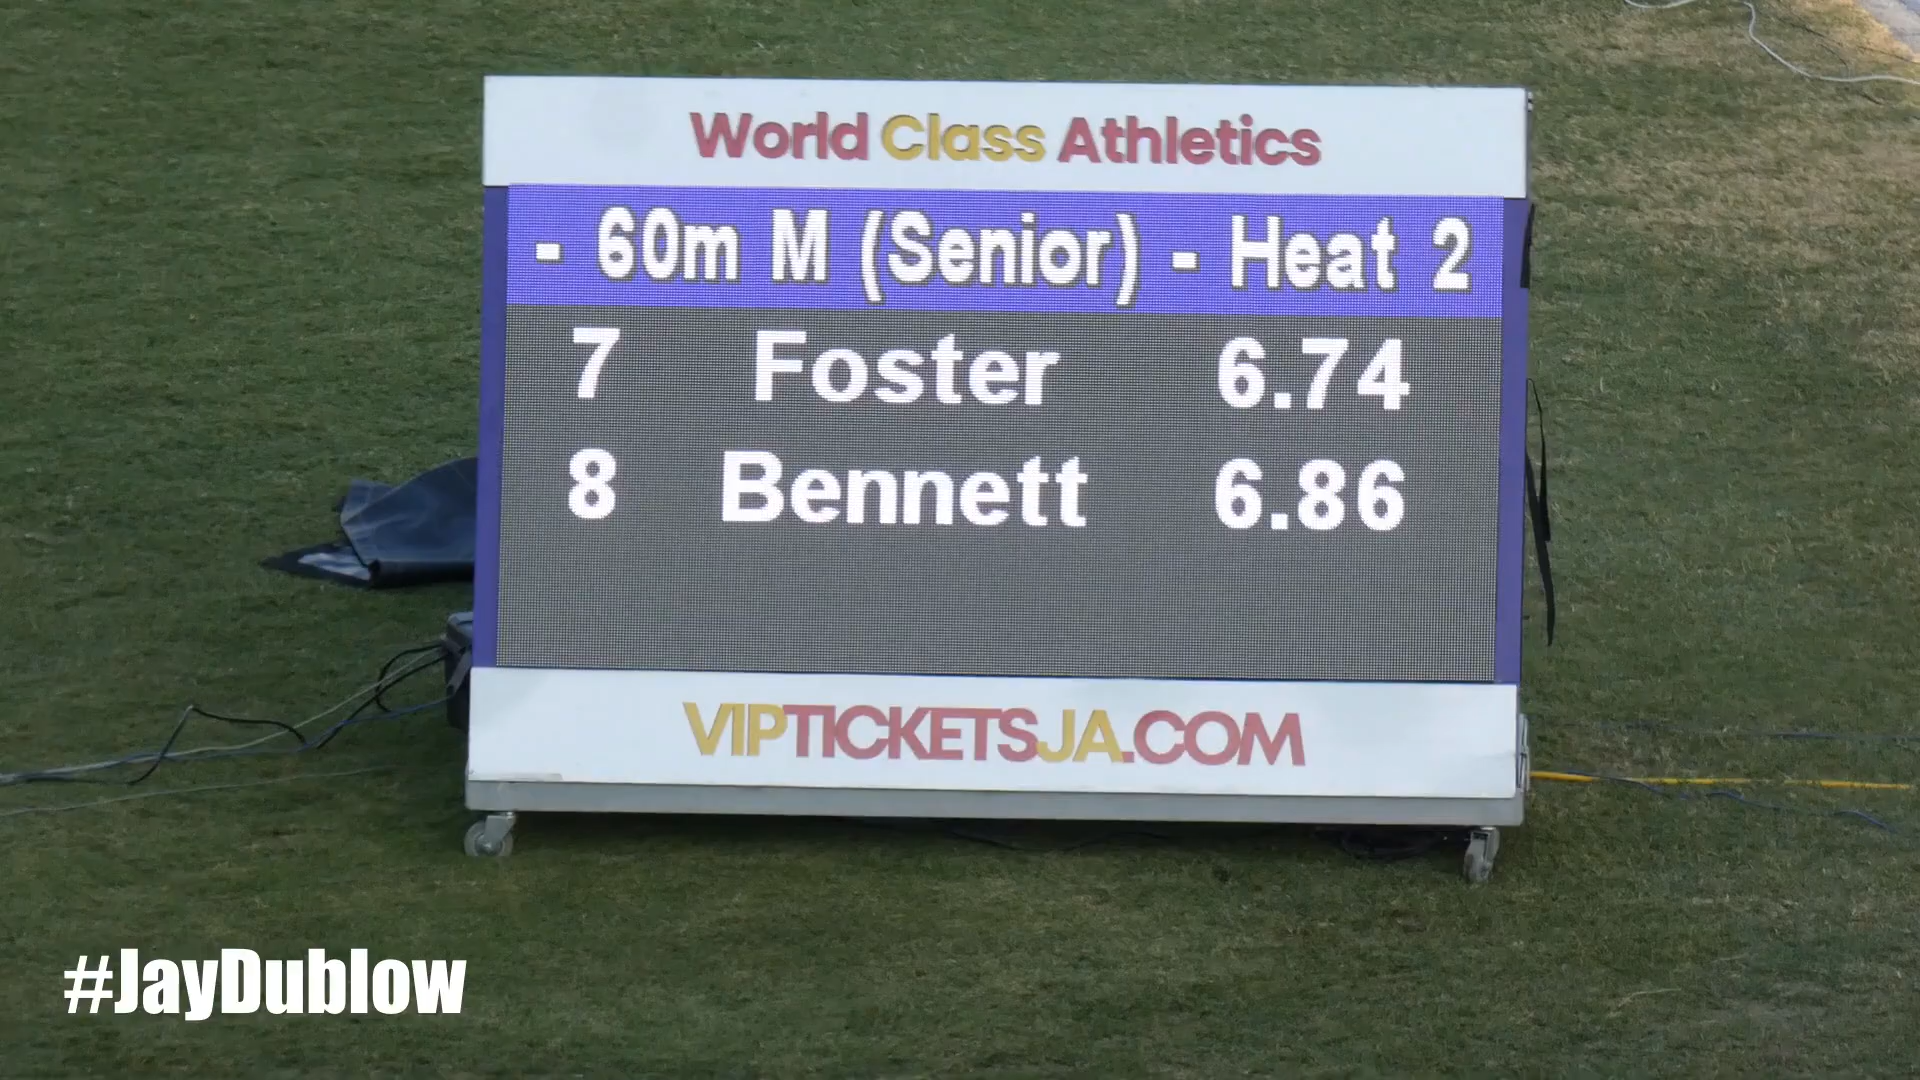 World Class Athletics
- 60m M (Senior) - Heat 2
7 Foster 6.74
8 Bennett 6.86
VIPTICKETSJA.COM
#JayDublow